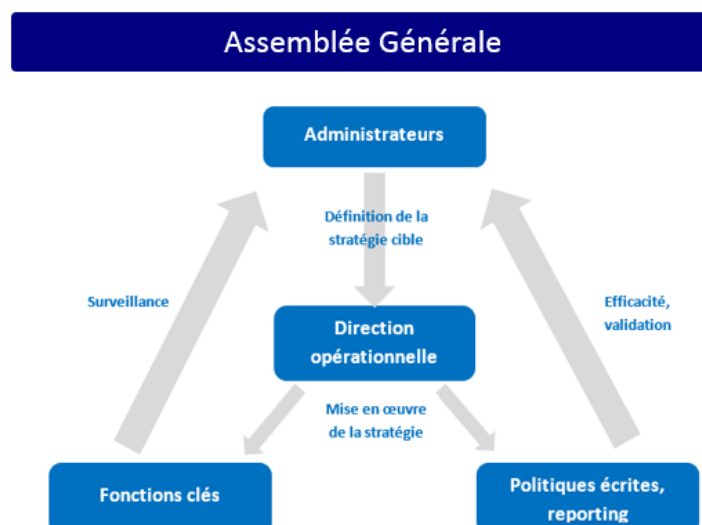 Assemblée Générale
Administrateurs
Définition de la
stratégie cible
Surveillance
Efficacité,
validation
Direction
opérationnelle
Mise en œuvre
de la stratégie
Fonctions clés
Politiques écrites,
reporting